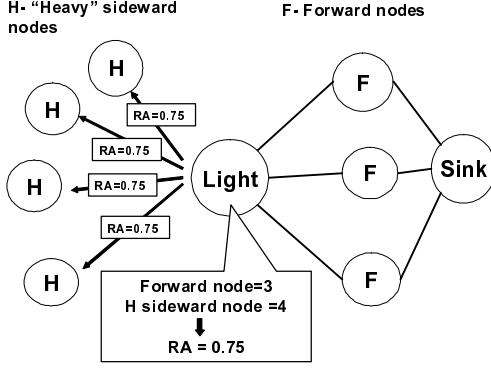 H- “Heavy” sideward
nodes
F- Forward nodes
H
F
RA=0.75
H
RA=0.75
H
RA=0.75
Light
F
Sink
RA=0.75
H
F
Forward node=3
H sideward node =4
RA = 0.75